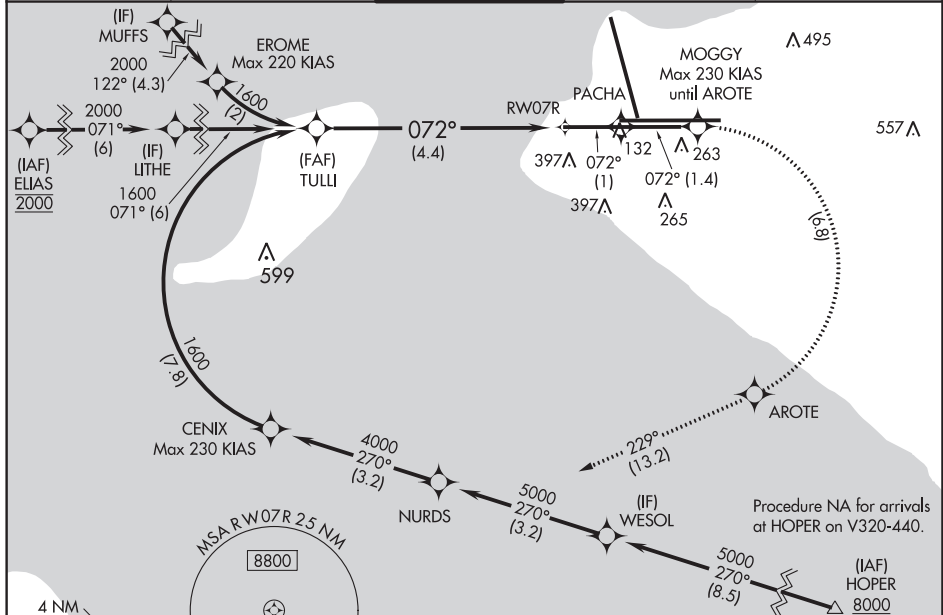 (IF)
MUFFS
2000
122° (4.3)
EROME
Max 220 KIAS
1600
(2)
2000
071°
(6)
(IAF)
ELIAS
2000
(IF)
LITHE
1600
071° (6)
(FAF)
TULLI
072°
(4.4)
RW07R
PACHA
MOGGY
Max 230 KIAS
until AROTE
495
557
132
263
397
072°
(1)
072° (1.4)
397
265
(6.8)
599
1600
(7.8)
CENIX
Max 230 KIAS
AROTE
229°
(13.2)
4000
270°
(3.2)
NURDS
5000
270°
(3.2)
(IF)
WESOL
Procedure NA for arrivals
at HOPER on V320-440.
5000
270°
(8.5)
(IAF)
HOPER
8000
MSA RW07R 25 NM
8800
4 NM